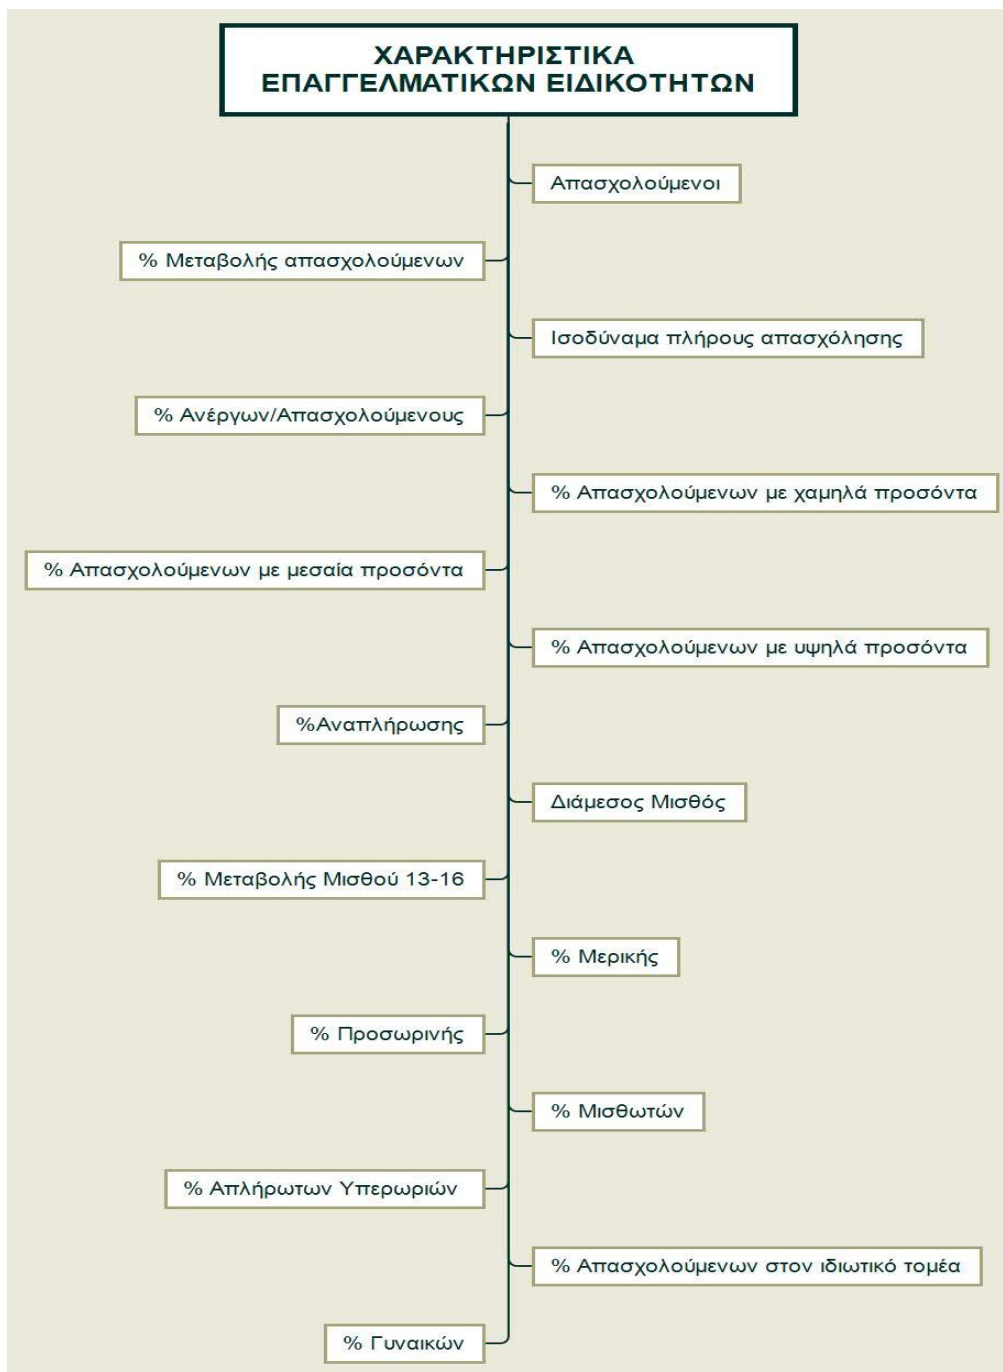 ΧΑΡΑΚΤΗΡΙΣΤΙΚΑ
ΕΠΑΓΓΕΛΜΑΤΙΚΩΝ ΕΙΔΙΚΟΤΗΤΩΝ
Απασχολούμενοι
% Μεταβολής απασχολούμενων
Ισοδύναμα πλήρους απασχόλησης
% Ανέργων/Απασχολούμενους
% Απασχολούμενων με χαμηλά προσόντα
% Απασχολούμενων με μεσαία προσόντα
% Απασχολούμενων με υψηλά προσόντα
%Αναπλήρωσης
Διάμεσος Μισθός
% Μεταβολής Μισθού 13-16
% Μερικής
% Προσωρινής
% Μισθωτών
% Απλήρωτων Υπερωριών
% Απασχολούμενων στον ιδιωτικό τομέα
% Γυναικών